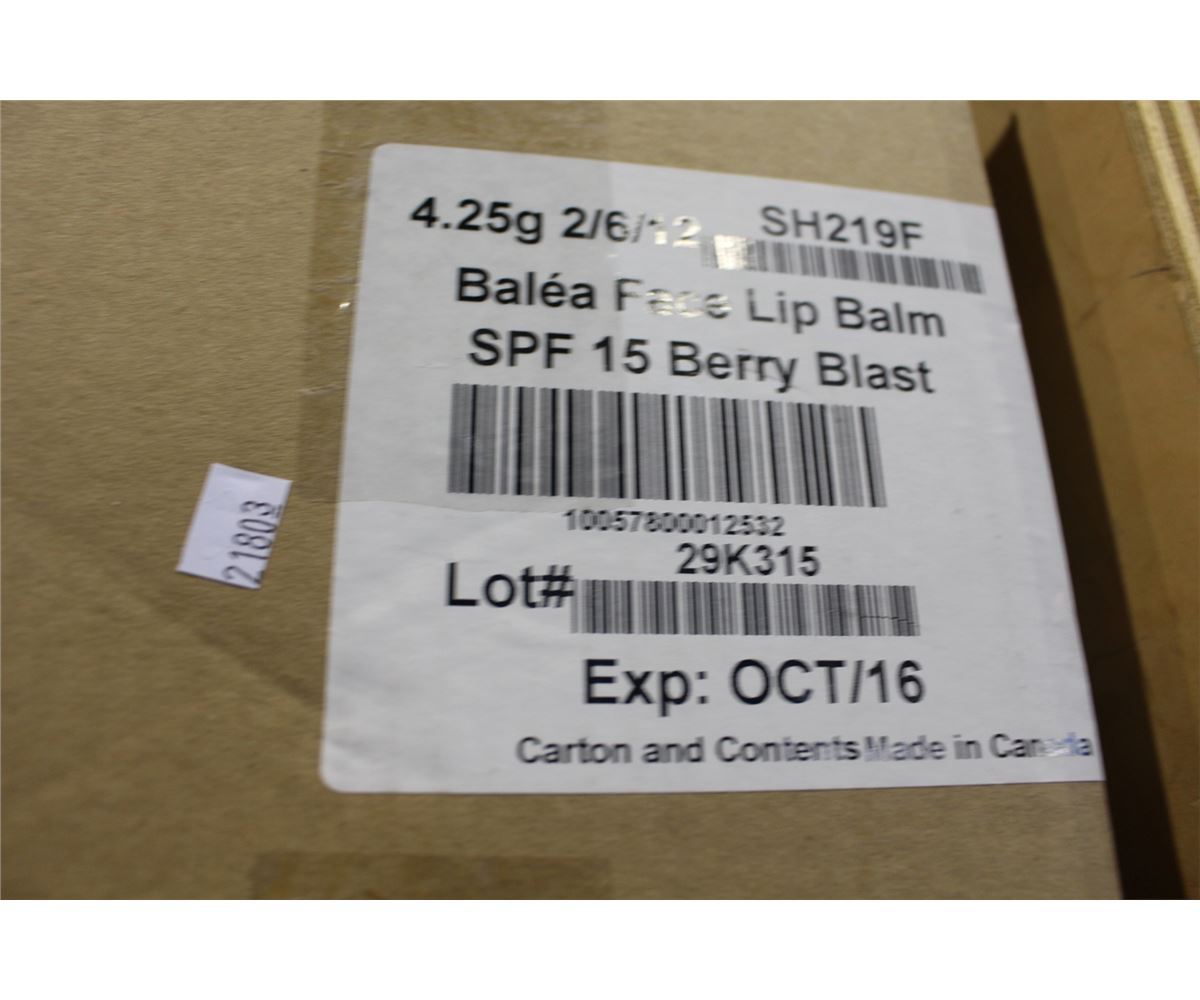 4.25g 2/6/12 SH219F
Baléa Face Lip Balm
SPF 15 Berry Blast
10057800012532
29K315
Lot#
Exp: OCT/16
Carton and Contents Made in Canada
21803